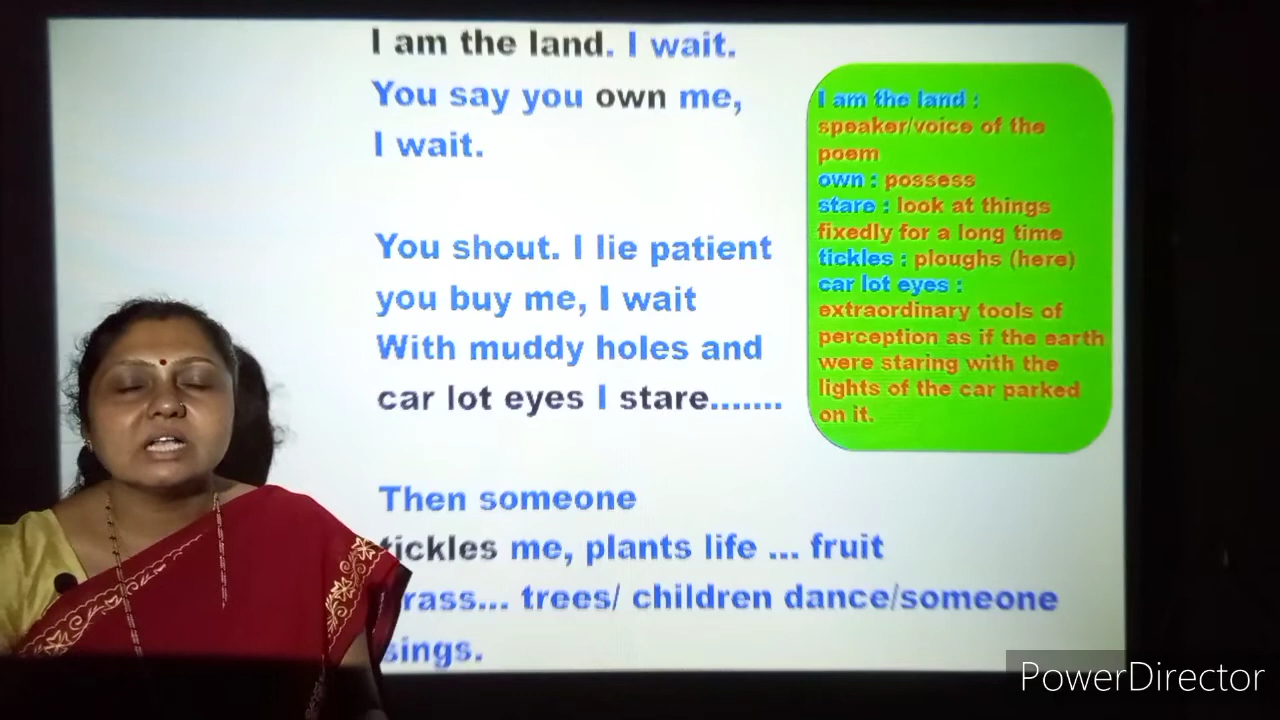 I am the land. I wait.
You say you own me,
I wait.
You shout. I lie patient
you buy me, I wait
With muddy holes and
car lot eyes I stare.......
Then someone
tickles me, plants life ... fruit
rass... trees/ children dance/someone
sings.
I am the land :
speaker/voice of the
poem
own : possess
stare : look at things
fixedly for a long time
tickles : ploughs (here)
car lot eyes :
extraordinary tools of
perception as if the earth
were staring with the
lights of the car parked
on it.
PowerDirector